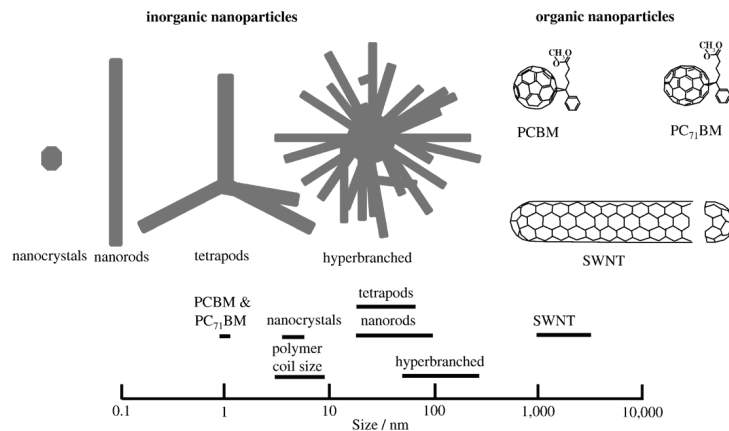 inorganic nanoparticles
organic nanoparticles
CH₃O
O
PCBM
CH₃O
O
PC₇₁BM
nanocrystals
nanorods
tetrapods
hyperbranched
SWNT
PCBM &
PC₇₁BM
nanocrystals
tetrapods
nanorods
SWNT
polymer
coil size
hyperbranched
0.1
1
10
100
1,000
10,000
Size / nm